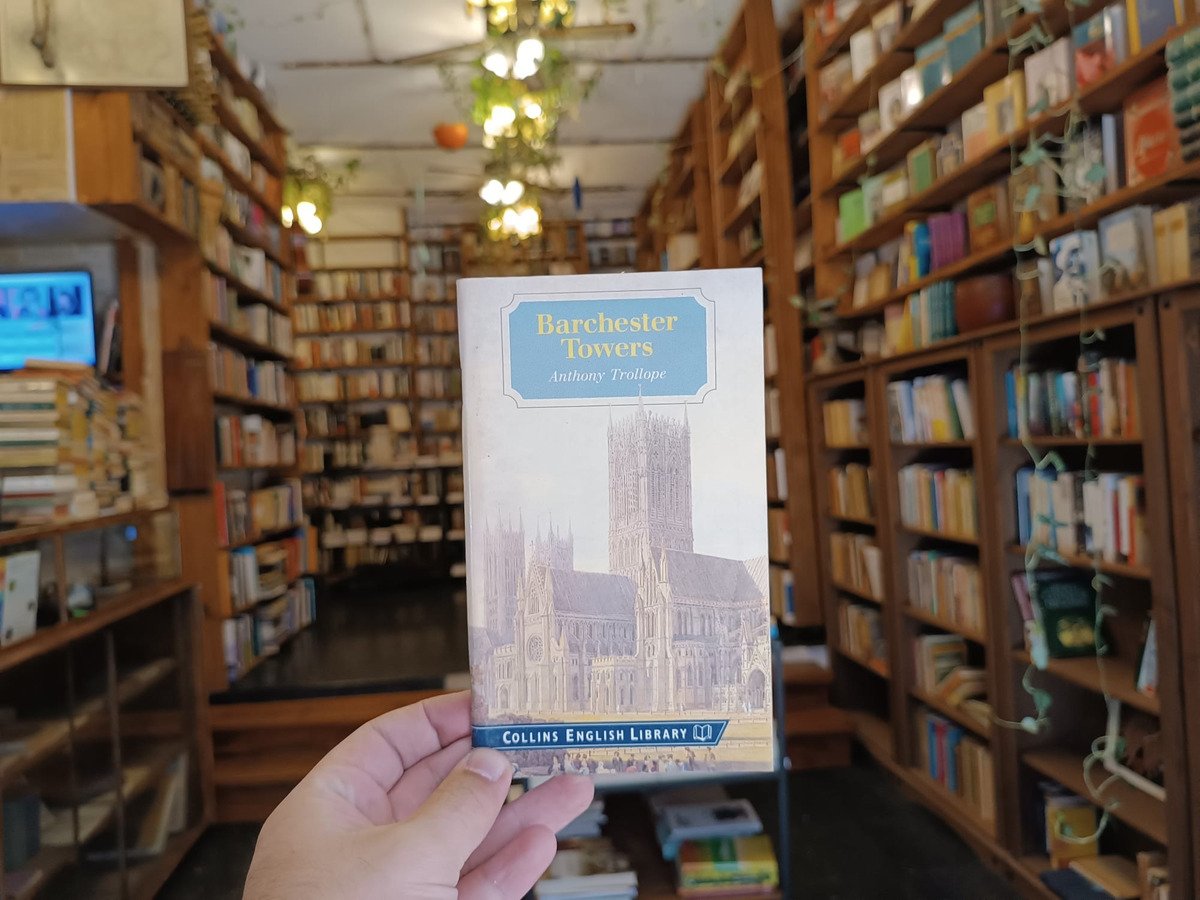 Barchester
Towers
Anthony Trollope
COLLINS ENGLISH LIBRARY